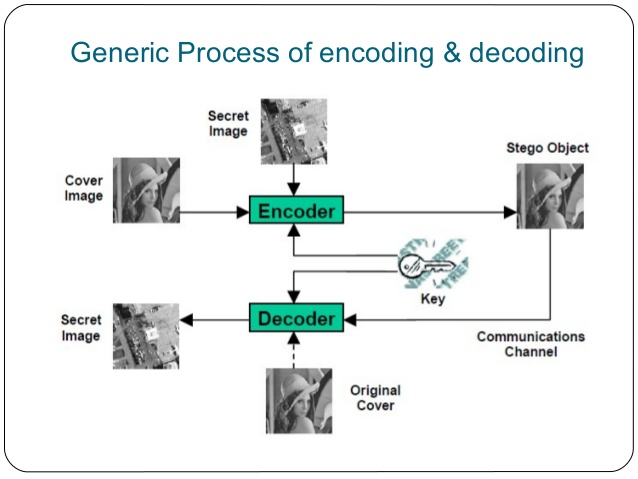 Generic Process of encoding & decoding
Secret
Image
Stego Object
Cover
Image
Encoder
Key
Secret
Image
Decoder
Communications
Channel
Original
Cover